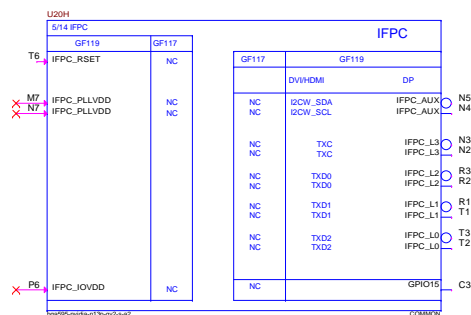 U20H
5/14 IFPC
IFPC
GF119 GF117
T6 IFPC_RSET NC
M7 IFPC_PLLVDD NC
N7 IFPC_PLLVDD NC
P6 IFPC_IOVDD NC
GF117 GF119
DVI/HDMI DP
NC I2CW_SDA IFPC_AUX N5
NC I2CW_SCL IFPC_AUX N4
NC TXC IFPC_L3 N3
NC TXC IFPC_L3 N2
NC TXD0 IFPC_L2 R3
NC TXD0 IFPC_L2 R2
NC TXD1 IFPC_L1 R1
NC TXD1 IFPC_L1 T1
NC TXD2 IFPC_L0 T3
NC TXD2 IFPC_L0 T2
NC GPIO15 C3
COMMON